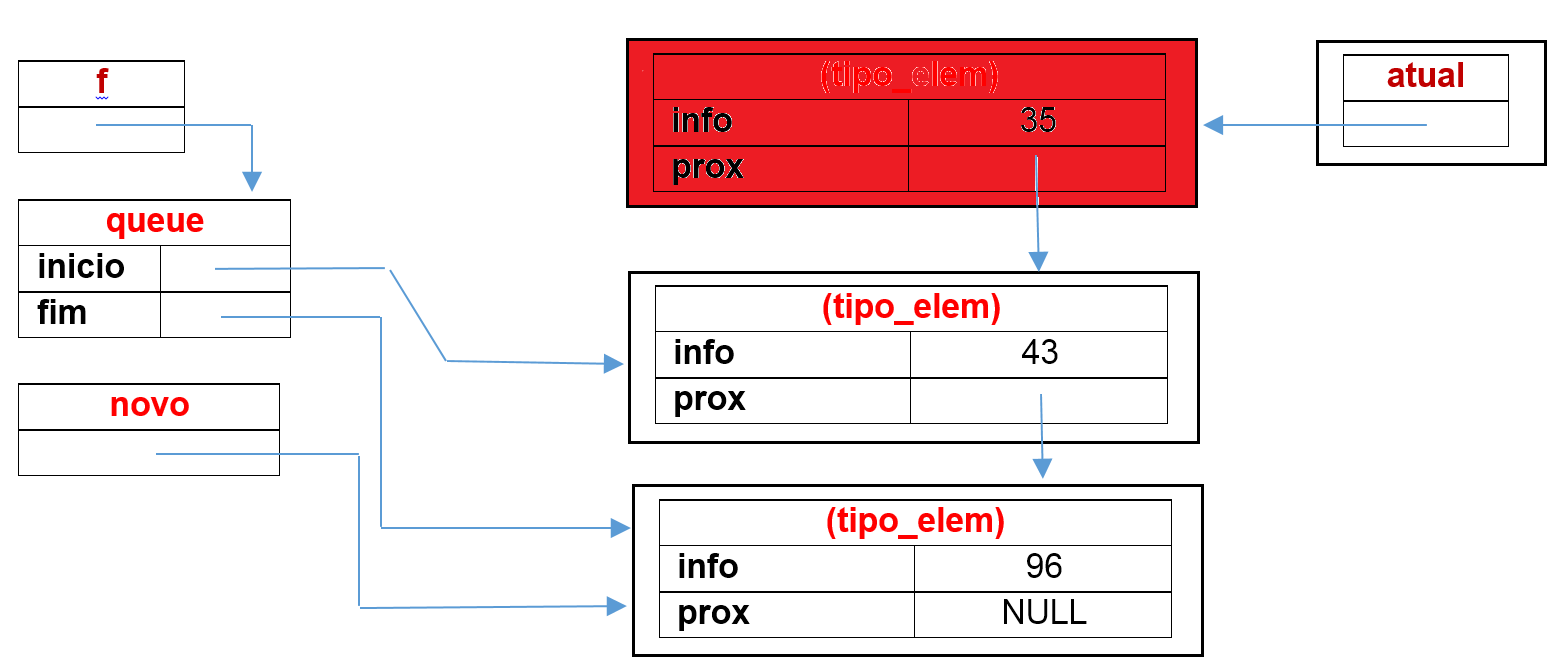 f
queue
inicio
fim
novo
(tipo_elem)
info 35
prox
atual
(tipo_elem)
info 43
prox
(tipo_elem)
info 96
prox NULL